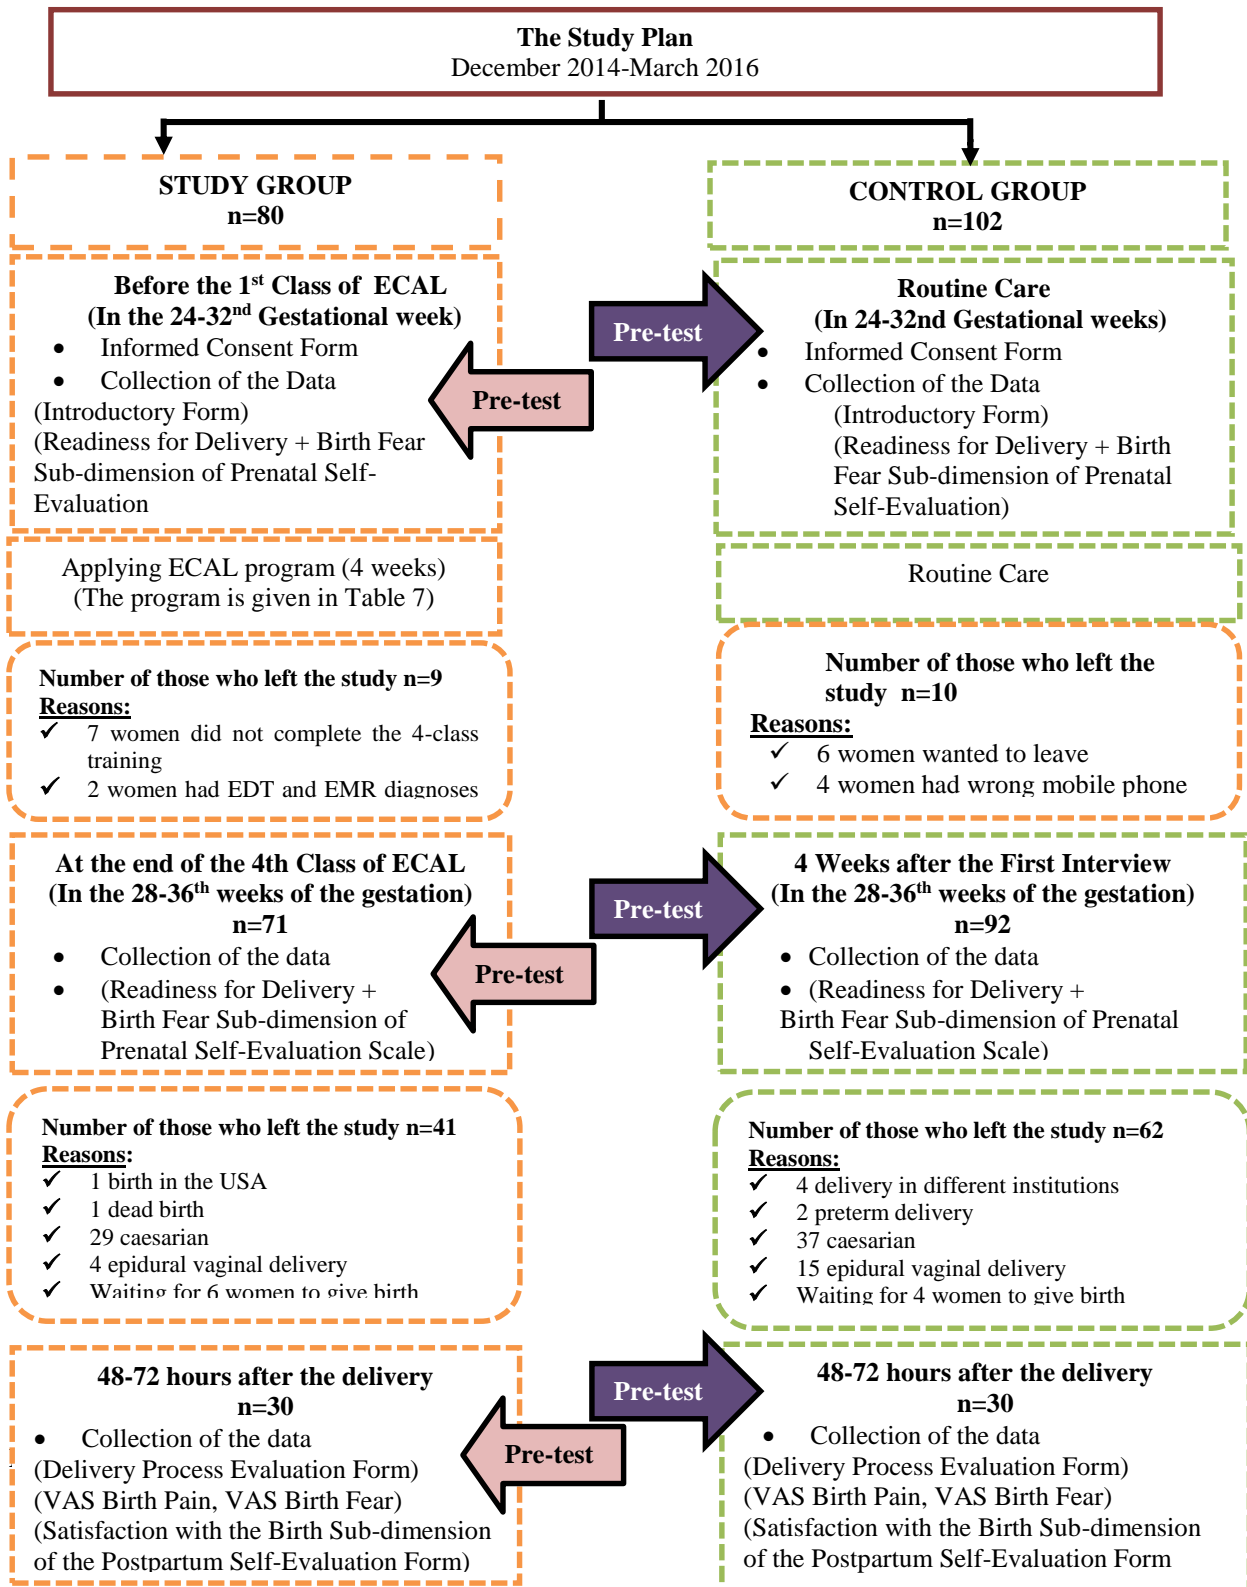 The Study Plan
December 2014-March 2016
STUDY GROUP
n=80
CONTROL GROUP
n=102
Before the 1st Class of ECAL
(In the 24-32nd Gestational week)
• Informed Consent Form
• Collection of the Data
(Introductory Form)
(Readiness for Delivery + Birth Fear
Sub-dimension of Prenatal Self-
Evaluation
Pre-test
Pre-test
Routine Care
(In 24-32nd Gestational weeks)
• Informed Consent Form
• Collection of the Data
(Introductory Form)
(Readiness for Delivery + Birth
Fear Sub-dimension of Prenatal
Self-Evaluation)
Applying ECAL program (4 weeks)
(The program is given in Table 7)
Routine Care
Number of those who left the study n=9
Reasons:
✓ 7 women did not complete the 4-class
training
✓ 2 women had EDT and EMR diagnoses
Number of those who left the
study n=10
Reasons:
✓ 6 women wanted to leave
✓ 4 women had wrong mobile phone
At the end of the 4th Class of ECAL
(In the 28-36th weeks of the gestation)
n=71
• Collection of the data
• (Readiness for Delivery +
Birth Fear Sub-dimension of
Prenatal Self-Evaluation Scale)
Pre-test
Pre-test
4 Weeks after the First Interview
(In the 28-36th weeks of the gestation)
n=92
• Collection of the data
• (Readiness for Delivery +
Birth Fear Sub-dimension of Prenatal
Self-Evaluation Scale)
Number of those who left the study n=41
Reasons:
✓ 1 birth in the USA
✓ 1 dead birth
✓ 29 caesarian
✓ 4 epidural vaginal delivery
✓ Waiting for 6 women to give birth
Number of those who left the study n=62
Reasons:
✓ 4 delivery in different institutions
✓ 2 preterm delivery
✓ 37 caesarian
✓ 15 epidural vaginal delivery
✓ Waiting for 4 women to give birth
48-72 hours after the delivery
n=30
• Collection of the data
(Delivery Process Evaluation Form)
(VAS Birth Pain, VAS Birth Fear)
(Satisfaction with the Birth Sub-dimension
of the Postpartum Self-Evaluation Form)
Pre-test
Pre-test
48-72 hours after the delivery
n=30
• Collection of the data
(Delivery Process Evaluation Form)
(VAS Birth Pain, VAS Birth Fear)
(Satisfaction with the Birth Sub-dimension
of the Postpartum Self-Evaluation Form